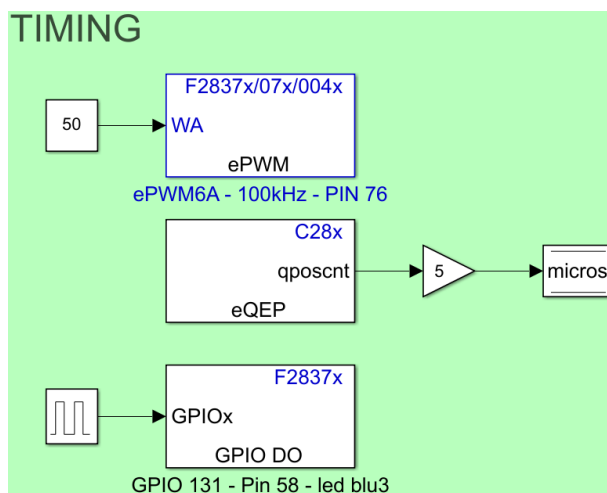 TIMING
50
F2837x/07x/004x
WA
ePWM
ePWM6A - 100kHz - PIN 76
C28x
qposcnt
eQEP
5
micros
F2837x
GPIOx
GPIO DO
GPIO 131 - Pin 58 - led blu3